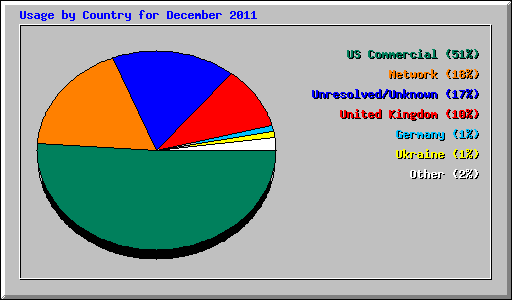 Usage by Country for December 2011
US Commercial (51%)
Network (18%)
Unresolved/Unknown (17%)
United Kingdom (10%)
Germany (1%)
Ukraine (1%)
Other (2%)